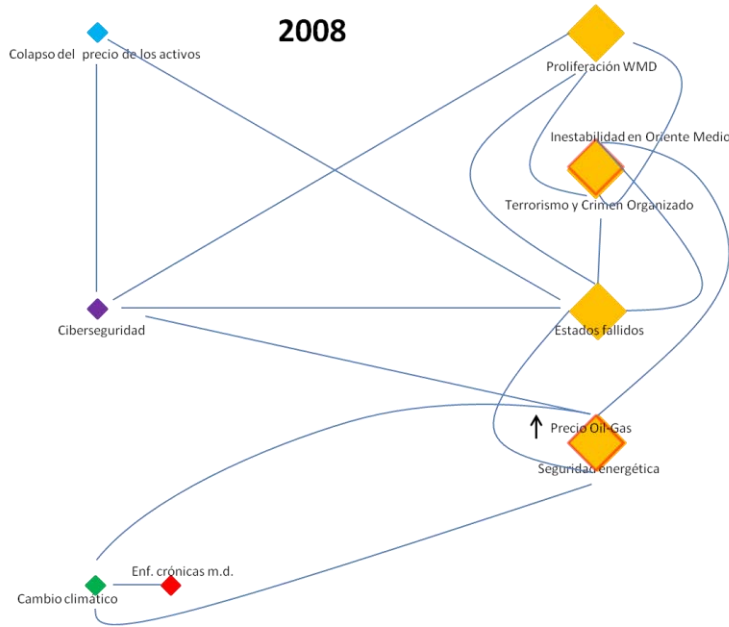 2008
Colapso del precio de los activos
Proliferación WMD
Inestabilidad en Oriente Medio
Terrorismo y Crimen Organizado
Ciberseguridad
Estados fallidos
Precio Oil-Gas
Seguridad energética
Enf. crónicas m.d.
Cambio climático